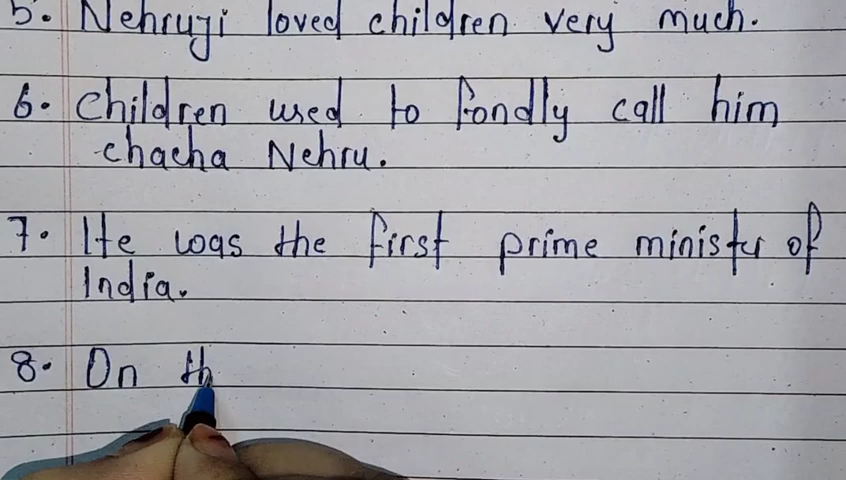 5. Nehruji loved children very much.
6. Children used to fondly call him
chacha Nehru.
7. He was the first prime minister of
India.
8. On th